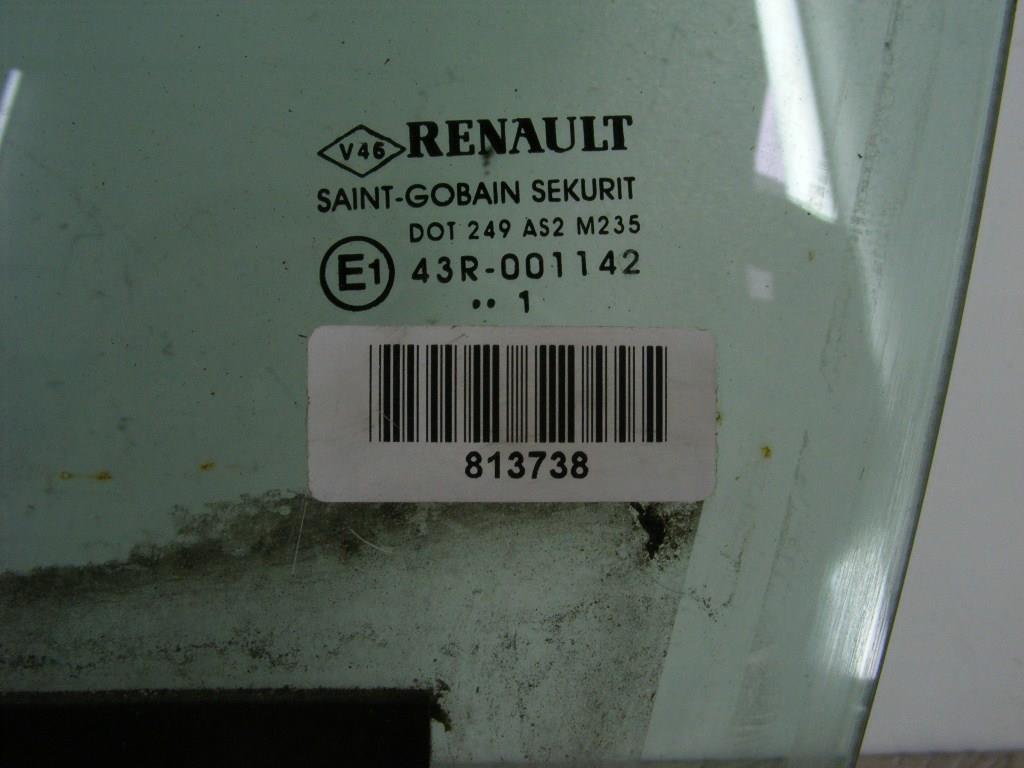 V46 RENAULT
SAINT-GOBAIN SEKURIT
DOT 249 AS2 M235
E1 43R-001142
•• 1
813738